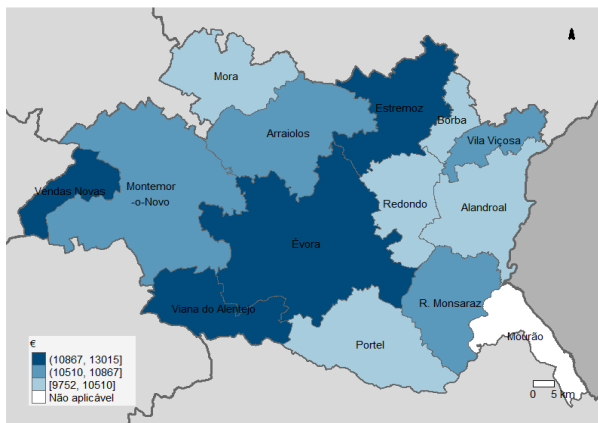 Mora
Estremoz
Borba
Arraiolos
Vila Viçosa
Vendas Novas
Montemor
-o-Novo
Redondo
Alandroal
Évora
Viana do Alentejo
R. Monsaraz
Mourão
Portel
€
(10867, 13015]
(10510, 10867]
[9752, 10510]
Não aplicável
0 5 km